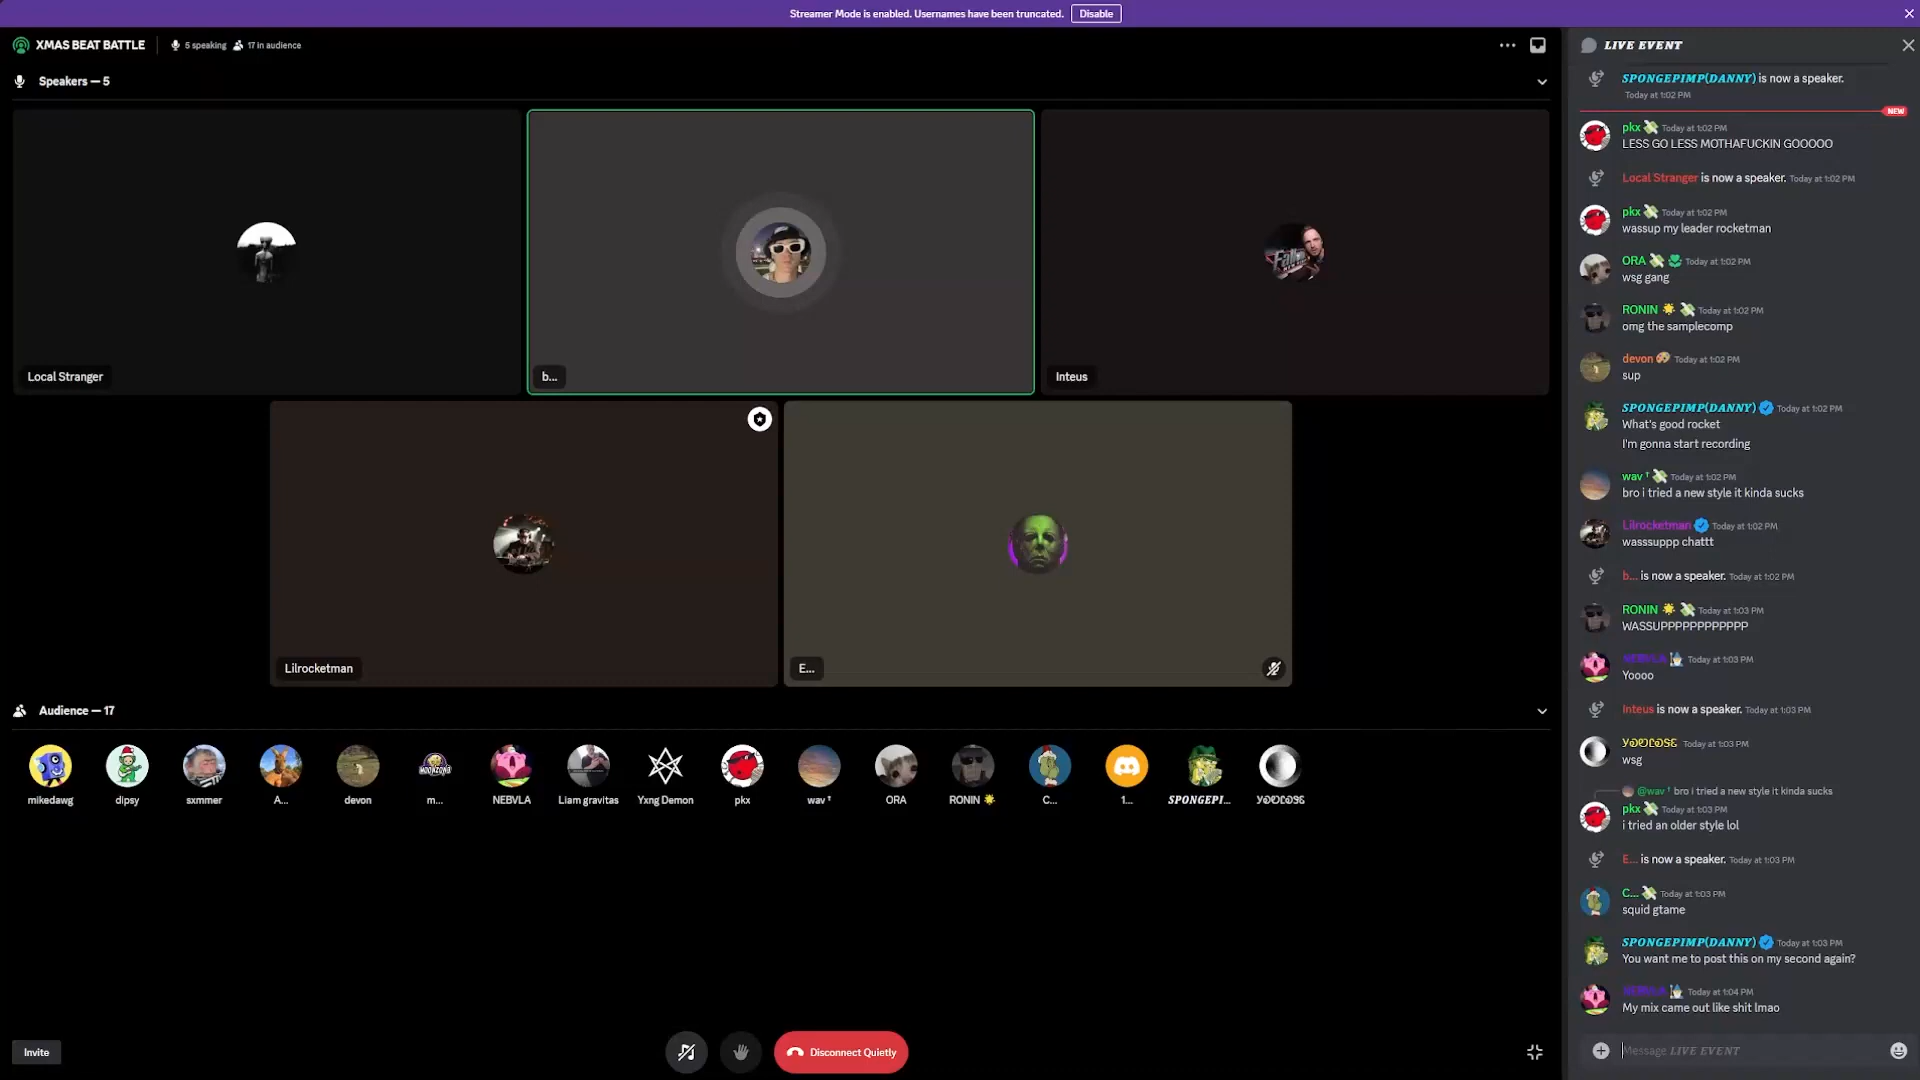 Streamer Mode is enabled. Usernames have been truncated. Disable
XMAS BEAT BATTLE 5 speaking 17 in audience
Speakers — 5
Local Stranger
b...
Inteus
Lilrocketman
E...
Audience — 17
mikedawg
dipsy
sxmmer
A...
devon
m...
NEBVLA
Liam gravitas
Yxng Demon
pkx
wav †
ORA
RONIN
C...
1...
SPONGEPI...
Invite
Disconnect Quietly
LIVE EVENT
SPONGEPIMP(DANNY) is now a speaker.
Today at 1:02 PM
NEW
pkx Today at 1:02 PM
LESS GO LESS MOTHAFUCKIN GOOOOO
Local Stranger is now a speaker. Today at 1:02 PM
pkx Today at 1:02 PM
wassup my leader rocketman
ORA Today at 1:02 PM
wsg gang
RONIN Today at 1:02 PM
omg the samplecomp
devon Today at 1:02 PM
sup
SPONGEPIMP(DANNY) Today at 1:02 PM
What's good rocket
I'm gonna start recording
wav † Today at 1:02 PM
bro i tried a new style it kinda sucks
Lilrocketman Today at 1:02 PM
wasssuppp chattt
b... is now a speaker. Today at 1:02 PM
RONIN Today at 1:03 PM
WASSUPPPPPPPPPPP
NEBVLA Today at 1:03 PM
Yoooo
Inteus is now a speaker. Today at 1:03 PM
Today at 1:03 PM
wsg
@wav † bro i tried a new style it kinda sucks
pkx Today at 1:03 PM
i tried an older style lol
E... is now a speaker. Today at 1:03 PM
C... Today at 1:03 PM
squid gtame
SPONGEPIMP(DANNY) Today at 1:03 PM
You want me to post this on my second again?
NEBVLA Today at 1:04 PM
My mix came out like shit lmao
Message LIVE EVENT